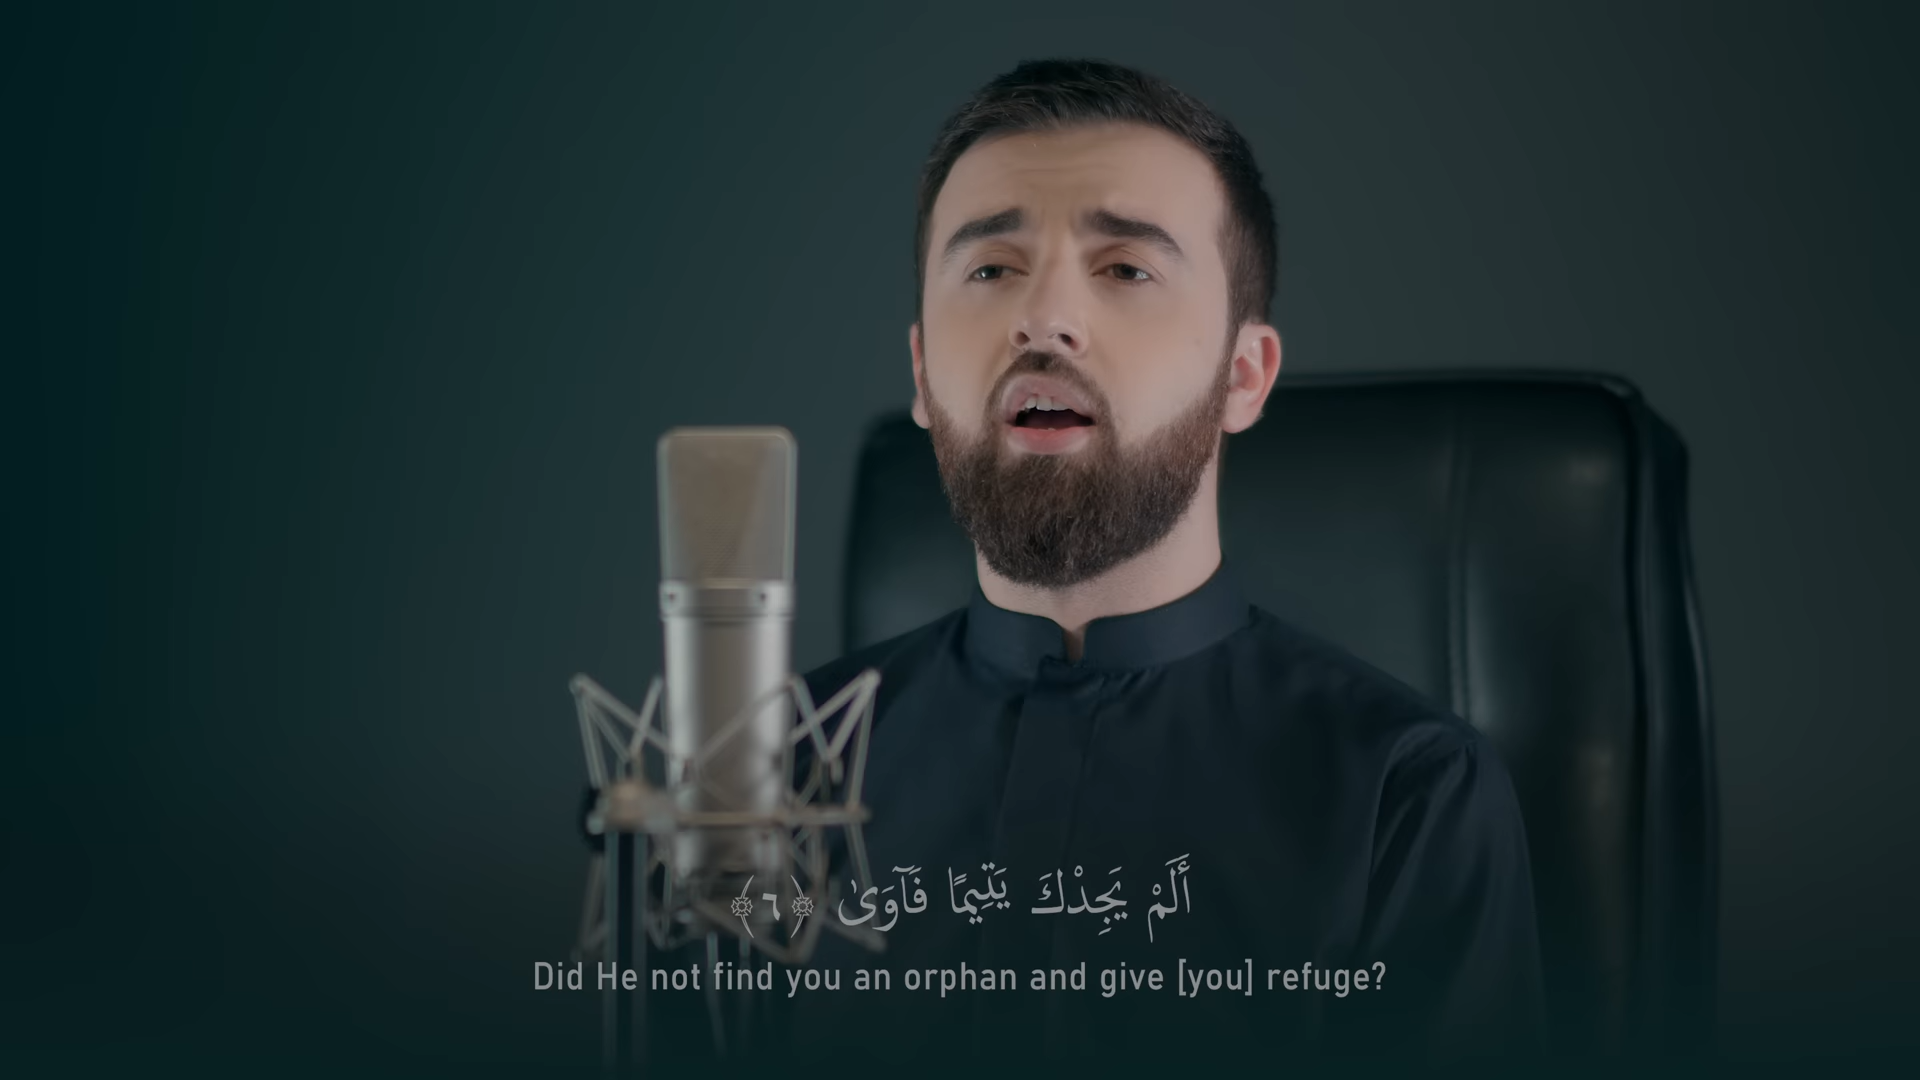 أَلَمْ يَجِدْكَ يَتِيمًا فَآوَىٰ ﴿٦﴾
Did He not find you an orphan and give [you] refuge?